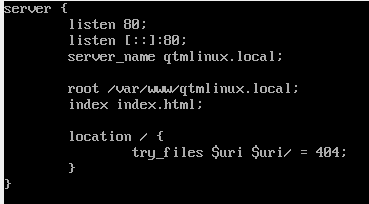 server {
listen 80;
listen [::]:80;
server_name qtmlinux.local;
root /var/www/qtmlinux.local;
index index.html;
location / {
try_files $uri $uri/ = 404;
}
}